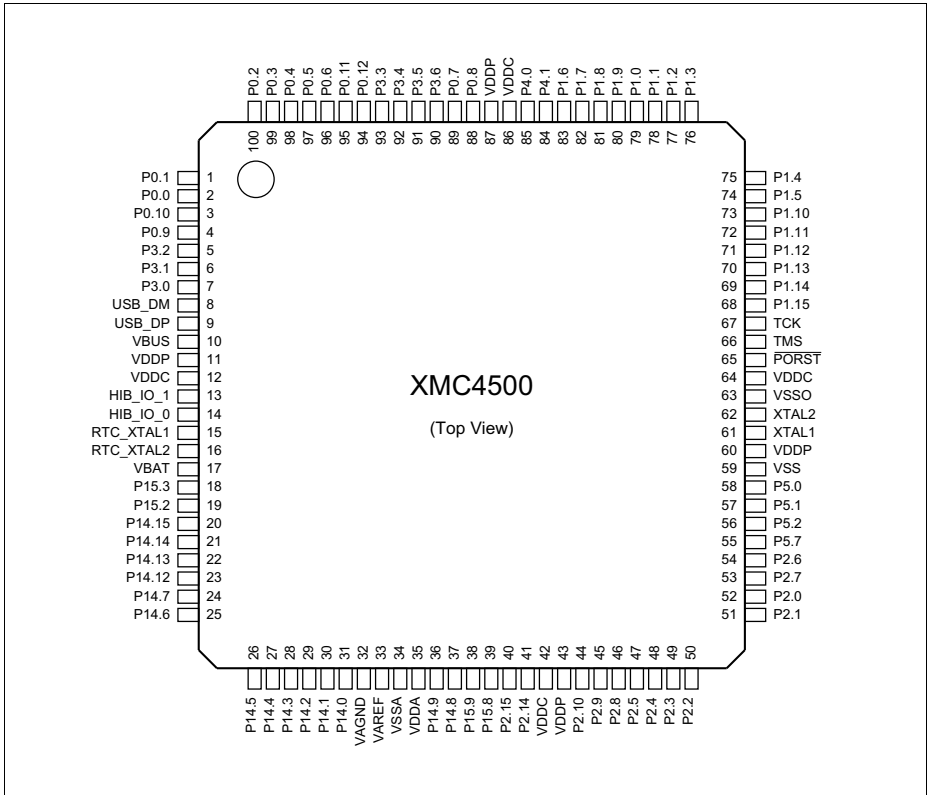 P0.2 P0.3 P0.4 P0.5 P0.6 P0.11 P0.12 P3.3 P3.4 P3.5 P3.6 P0.7 P0.8 VDDP VDDC P4.0 P4.1 P1.6 P1.7 P1.8 P1.9 P1.0 P1.1 P1.2 P1.3
100 99 98 97 96 95 94 93 92 91 90 89 88 87 86 85 84 83 82 81 80 79 78 77 76
P0.1 1 75 P1.4
P0.0 2 74 P1.5
P0.10 3 73 P1.10
P0.9 4 72 P1.11
P3.2 5 71 P1.12
P3.1 6 70 P1.13
P3.0 7 69 P1.14
USB_DM 8 68 P1.15
USB_DP 9 67 TCK
VBUS 10 66 TMS
VDDP 11 65 PORST
VDDC 12 64 VDDC
HIB_IO_1 13 63 VSSO
HIB_IO_0 14 62 XTAL2
RTC_XTAL1 15 61 XTAL1
RTC_XTAL2 16 60 VDDP
VBAT 17 59 VSS
P15.3 18 58 P5.0
P15.2 19 57 P5.1
P14.15 20 56 P5.2
P14.14 21 55 P5.7
P14.13 22 54 P2.6
P14.12 23 53 P2.7
P14.7 24 52 P2.0
P14.6 25 51 P2.1
XMC4500
(Top View)
26 27 28 29 30 31 32 33 34 35 36 37 38 39 40 41 42 43 44 45 46 47 48 49 50
P14.5 P14.4 P14.3 P14.2 P14.1 P14.0 VAGND VAREF VSSA VDDA P14.9 P14.8 P15.9 P15.8 P2.15 P2.14 VDDC VDDP P2.10 P2.9 P2.8 P2.5 P2.4 P2.3 P2.2